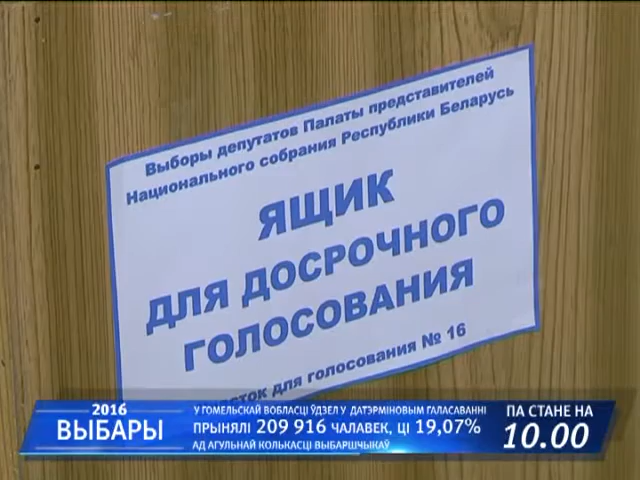 Выборы депутатов Палаты представителей
Национального собрания Республики Беларусь
ЯЩИК
ДЛЯ ДОСРОЧНОГО
ГОЛОСОВАНИЯ
для голосования № 16
2016
ВЫБАРЫ
У ГОМЕЛЬСКАЙ ВОБЛАСЦІ ЎДЗЕЛ У ДАТЭРМІНОВЫМ ГАЛАСАВАННІ
ПРЫНЯЛІ 209 916 ЧАЛАВЕК, ЦІ 19,07%
АД АГУЛЬНАЙ КОЛЬКАСЦІ ВЫБАРШЧЫКАЎ
ПА СТАНЕ НА
10.00